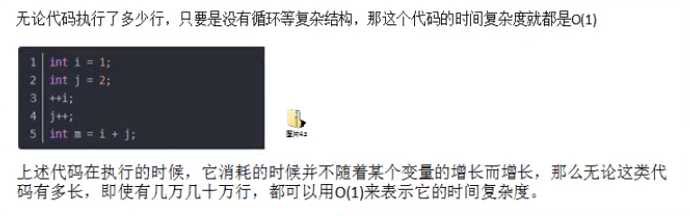 无论代码执行了多少行，只要是没有循环等复杂结构，那这个代码的时间复杂度就都是O(1)
1 int i = 1;
2 int j = 2;
3 ++i;
4 j++;
5 int m = i + j;
上述代码在执行的时候，它消耗的时候并不随着某个变量的增长而增长，那么无论这类代
码有多长，即使有几万几十万行，都可以用O(1)来表示它的时间复杂度。